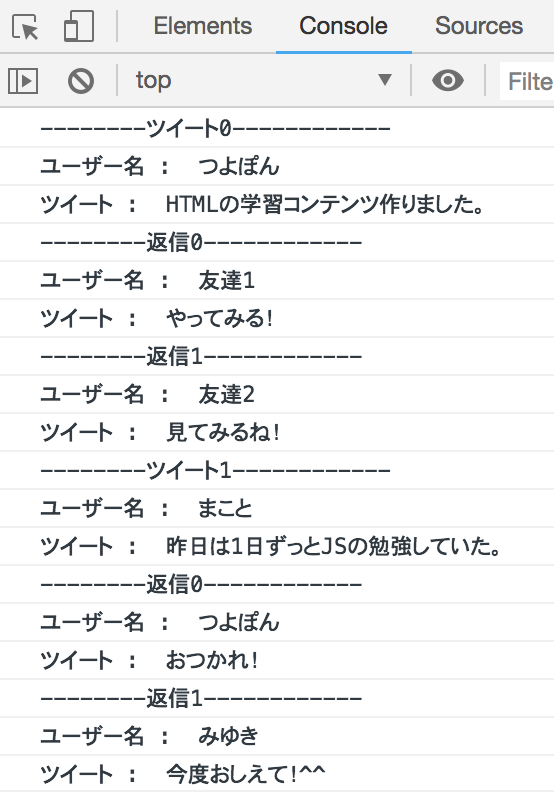 Elements Console Sources
top Filte
--------ツイート0------------
ユーザー名 : つよぽん
ツイート : HTMLの学習コンテンツ作りました。
--------返信0------------
ユーザー名 : 友達1
ツイート : やってみる!
--------返信1------------
ユーザー名 : 友達2
ツイート : 見てみるね!
--------ツイート1------------
ユーザー名 : まこと
ツイート : 昨日は1日ずっとJSの勉強していた。
--------返信0------------
ユーザー名 : つよぽん
ツイート : おつかれ!
--------返信1------------
ユーザー名 : みゆき
ツイート : 今度おしえて!^^